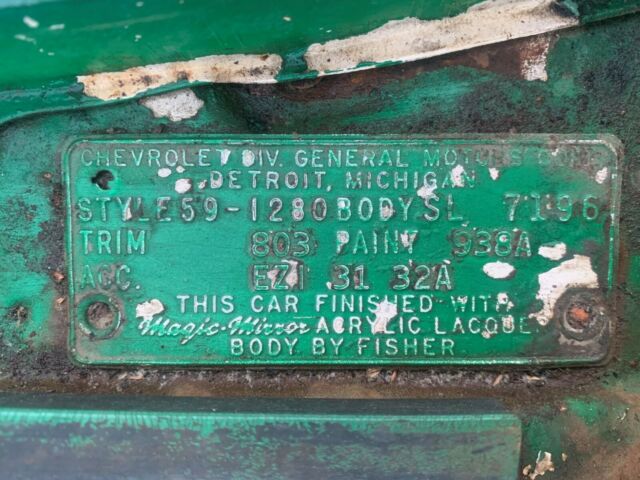 CHEVROLET DIV. GENERAL MOTORS CORP.
DETROIT, MICHIGAN
STYLE 59-1280 BODY SL 7196
TRIM 803 PAINT 938A
ACC. EZI 31 32A
THIS CAR FINISHED WITH
Magic-Mirror ACRYLIC LACQUER
BODY BY FISHER